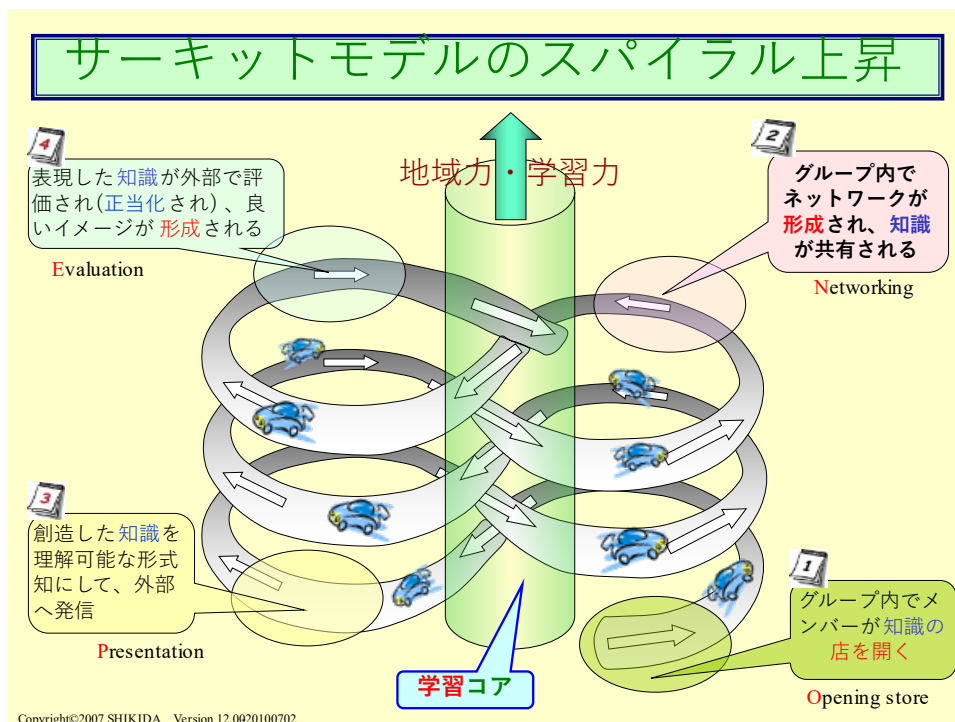 サーキットモデルのスパイラル上昇
4
表現した知識が外部で評
価され(正当化され) 、良
いイメージが 形成される
Evaluation
地域力・学習力
2
グループ内で
ネットワークが
形成され、知識
が共有される
Networking
3
創造した知識を
理解可能な形式
知にして、外部
へ発信
Presentation
学習コア
1
グループ内でメ
ンバーが知識の
店を開く
Opening store
Copyright©2007 SHIKIDA Version 12.0020100702